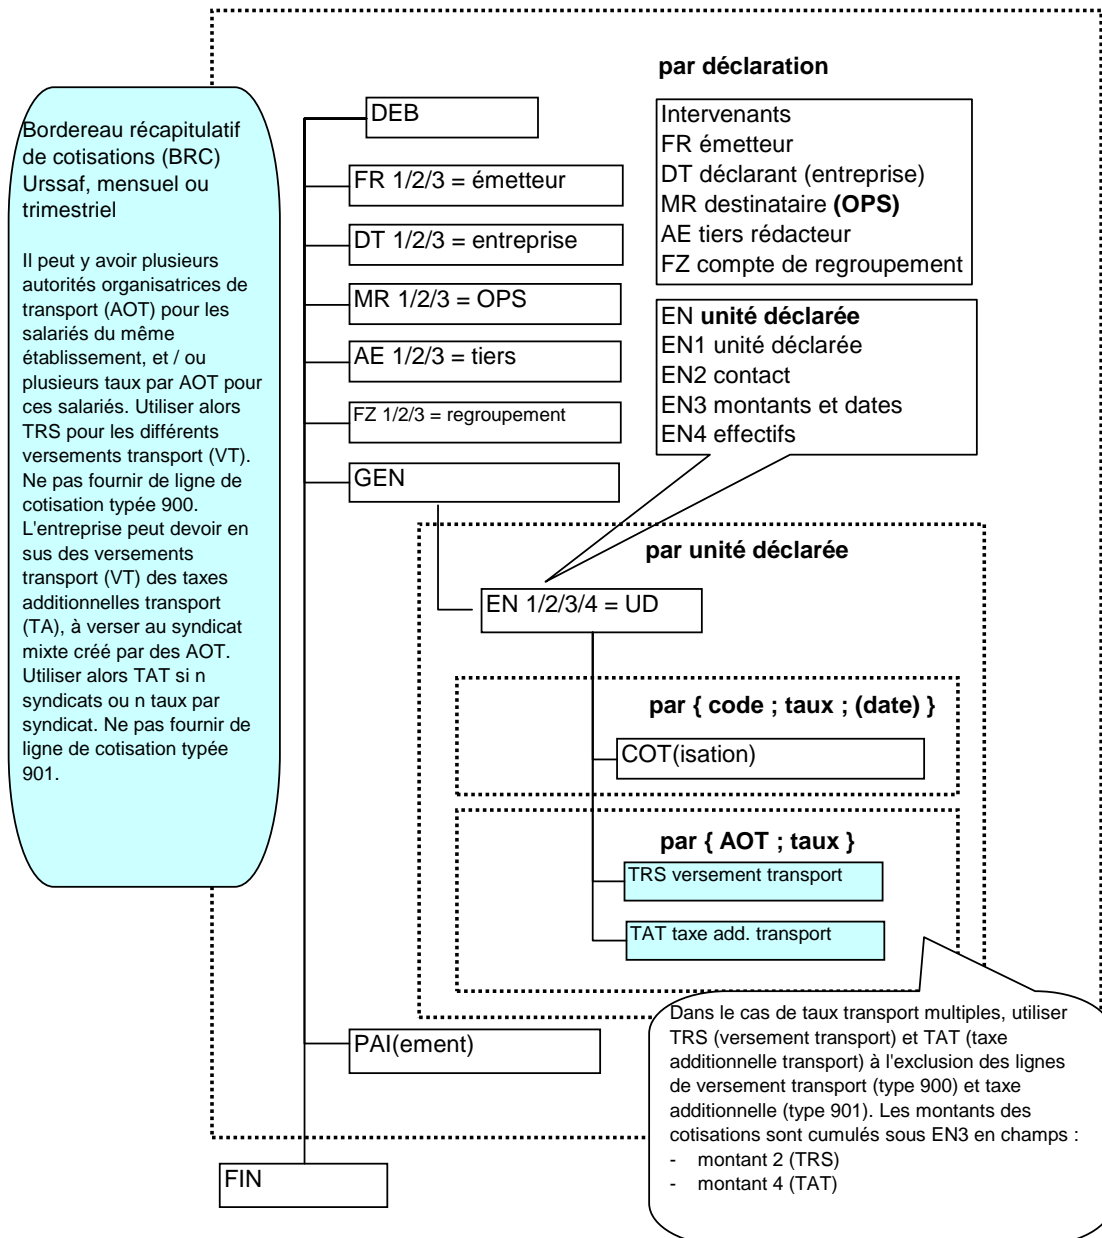 par déclaration
Bordereau récapitulatif
de cotisations (BRC)
Urssaf, mensuel ou
trimestriel
Il peut y avoir plusieurs
autorités organisatrices de
transport (AOT) pour les
salariés du même
établissement, et / ou
plusieurs taux par AOT pour
ces salariés. Utiliser alors
TRS pour les différents
versements transport (VT).
Ne pas fournir de ligne de
cotisation typée 900.
L'entreprise peut devoir en
sus des versements
transport (VT) des taxes
additionnelles transport
(TA), à verser au syndicat
mixte créé par des AOT.
Utiliser alors TAT si n
syndicats ou n taux par
syndicat. Ne pas fournir de
ligne de cotisation typée
901.
DEB
FR 1/2/3 = émetteur
DT 1/2/3 = entreprise
MR 1/2/3 = OPS
AE 1/2/3 = tiers
FZ 1/2/3 = regroupement
GEN
Intervenants
FR émetteur
DT déclarant (entreprise)
MR destinataire (OPS)
AE tiers rédacteur
FZ compte de regroupement
EN unité déclarée
EN1 unité déclarée
EN2 contact
EN3 montants et dates
EN4 effectifs
par unité déclarée
EN 1/2/3/4 = UD
par { code ; taux ; (date) }
COT(isation)
par { AOT ; taux }
TRS versement transport
TAT taxe add. transport
PAI(ement)
Dans le cas de taux transport multiples, utiliser
TRS (versement transport) et TAT (taxe
additionnelle transport) à l'exclusion des lignes
de versement transport (type 900) et taxe
additionnelle (type 901). Les montants des
cotisations sont cumulés sous EN3 en champs :
- montant 2 (TRS)
- montant 4 (TAT)
FIN